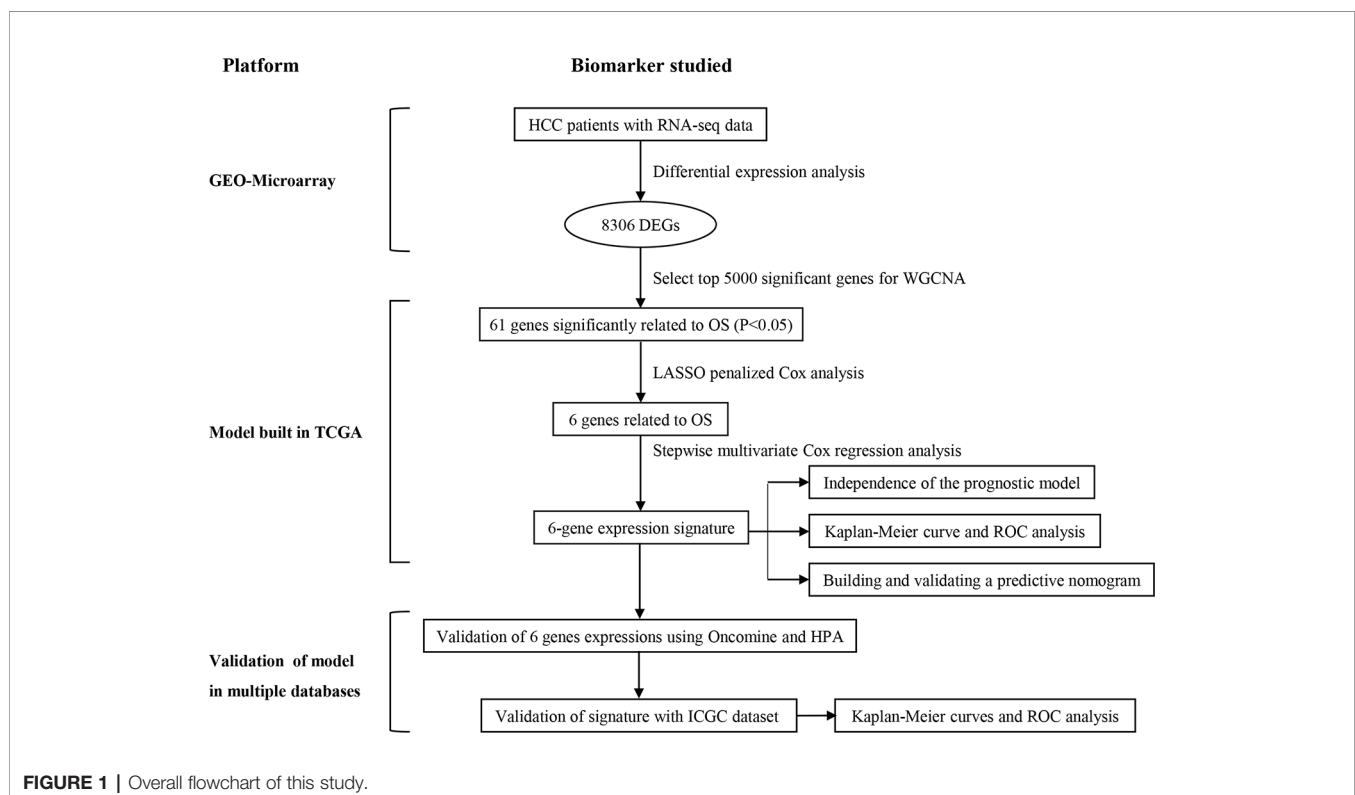 Platform
Biomarker studied
HCC patients with RNA-seq data
Differential expression analysis
GEO-Microarray
8306 DEGs
Select top 5000 significant genes for WGCNA
61 genes significantly related to OS (P<0.05)
LASSO penalized Cox analysis
6 genes related to OS
Model built in TCGA
Stepwise multivariate Cox regression analysis
Independence of the prognostic model
6-gene expression signature
Kaplan-Meier curve and ROC analysis
Building and validating a predictive nomogram
Validation of 6 genes expressions using Oncomine and HPA
Validation of model
in multiple databases
Validation of signature with ICGC dataset
Kaplan-Meier curves and ROC analysis
FIGURE 1 | Overall flowchart of this study.